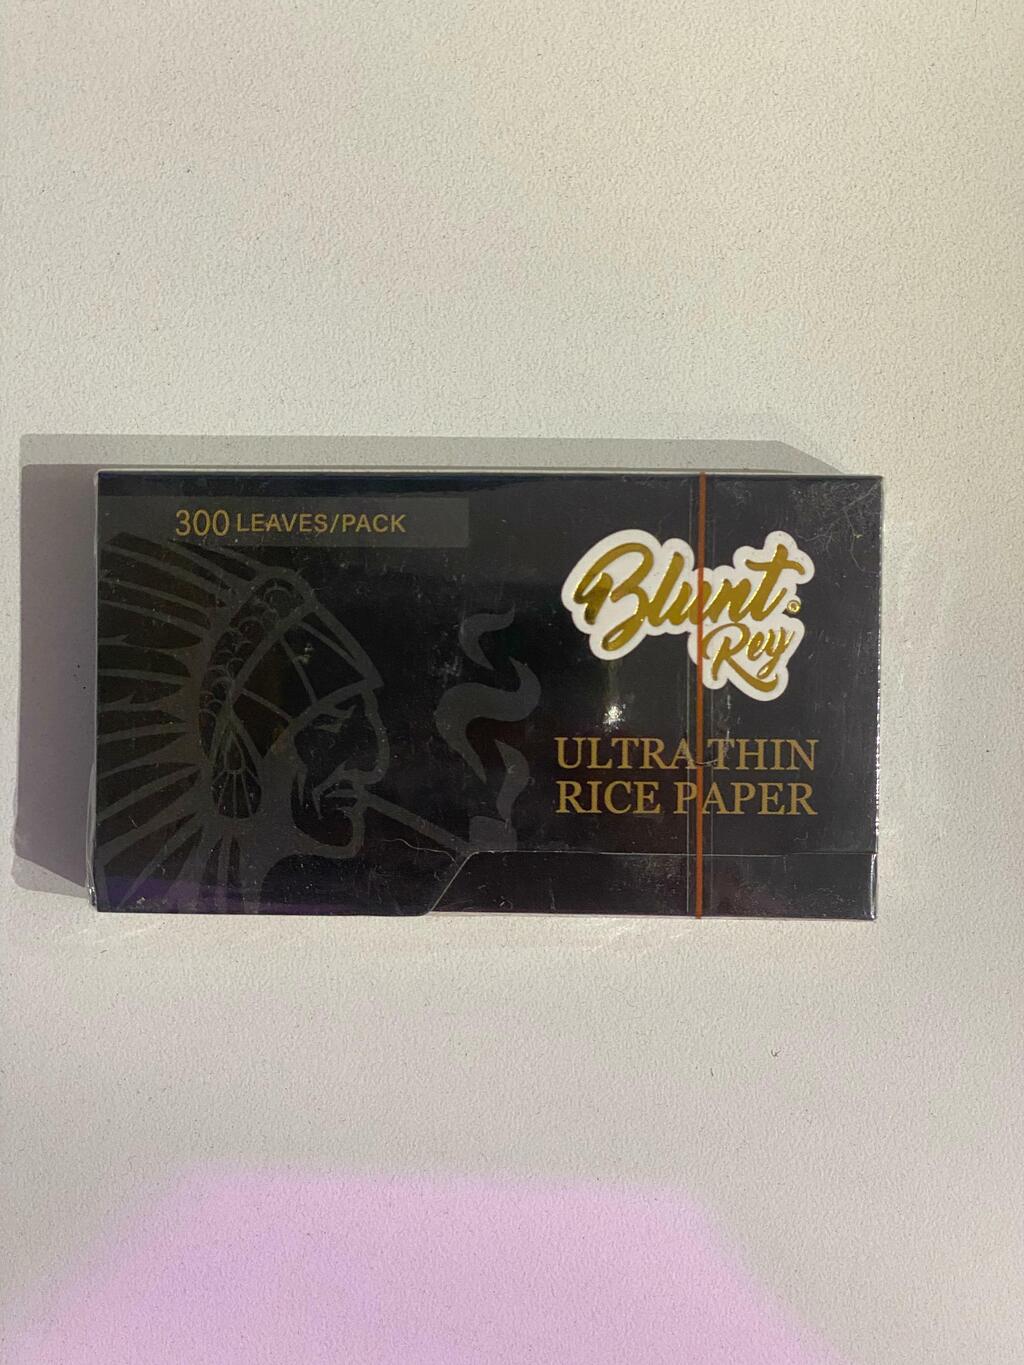 300 LEAVES/PACK
Blunt
Rey
ULTRA THIN
RICE PAPER